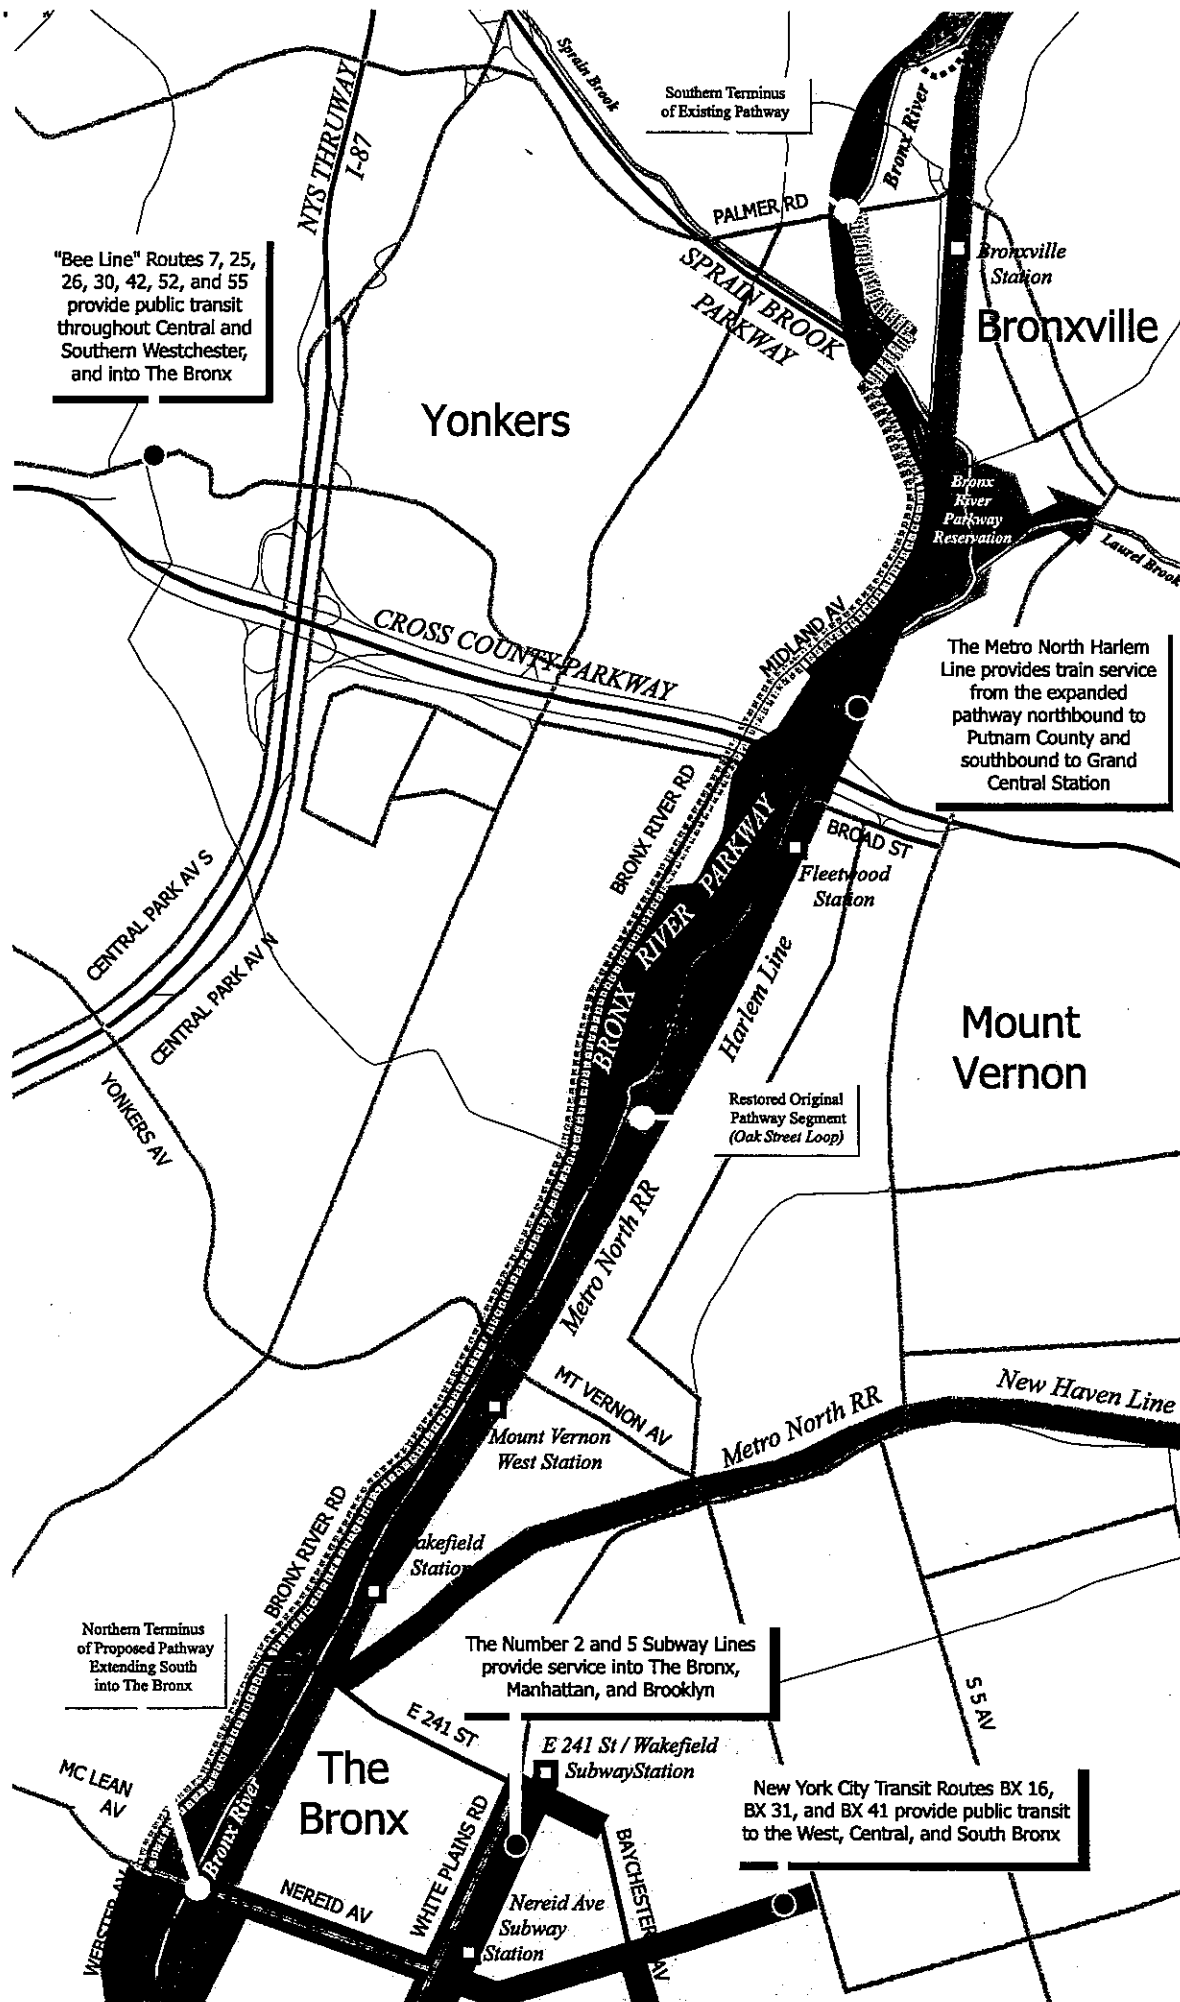 Sprain Brook
Southern Terminus
of Existing Pathway
Bronx River
NYS THRUWAY
I-87
PALMER RD
"Bee Line" Routes 7, 25,
26, 30, 42, 52, and 55
provide public transit
throughout Central and
Southern Westchester,
and into The Bronx
SPRAIN BROOK
PARKWAY
Bronxville
Station
Bronxville
Yonkers
Bronx
River
Parkway
Reservation
Laurel Brook
CROSS COUNTY PARKWAY
MIDLAND AV
The Metro North Harlem
Line provides train service
from the expanded
pathway northbound to
Putnam County and
southbound to Grand
Central Station
BRONX RIVER RD
BROAD ST
Fleetwood
Station
BRONX RIVER PARKWAY
CENTRAL PARK AV S
CENTRAL PARK AV N
Harlem Line
Mount
Vernon
YONKERS AV
Restored Original
Pathway Segment
(Oak Street Loop)
Metro North RR
MT VERNON AV
Metro North RR
New Haven Line
Mount Vernon
West Station
BRONX RIVER RD
akefield
Station
Northern Terminus
of Proposed Pathway
Extending South
into The Bronx
The Number 2 and 5 Subway Lines
provide service into The Bronx,
Manhattan, and Brooklyn
S 5 AV
E 241 ST
E 241 St / Wakefield
SubwayStation
The
Bronx
MC LEAN
AV
Bronx River
New York City Transit Routes BX 16,
BX 31, and BX 41 provide public transit
to the West, Central, and South Bronx
WHITE PLAINS RD
BAYCHESTER AV
NEREID AV
Nereid Ave
Subway
Station
WEBSTER AV